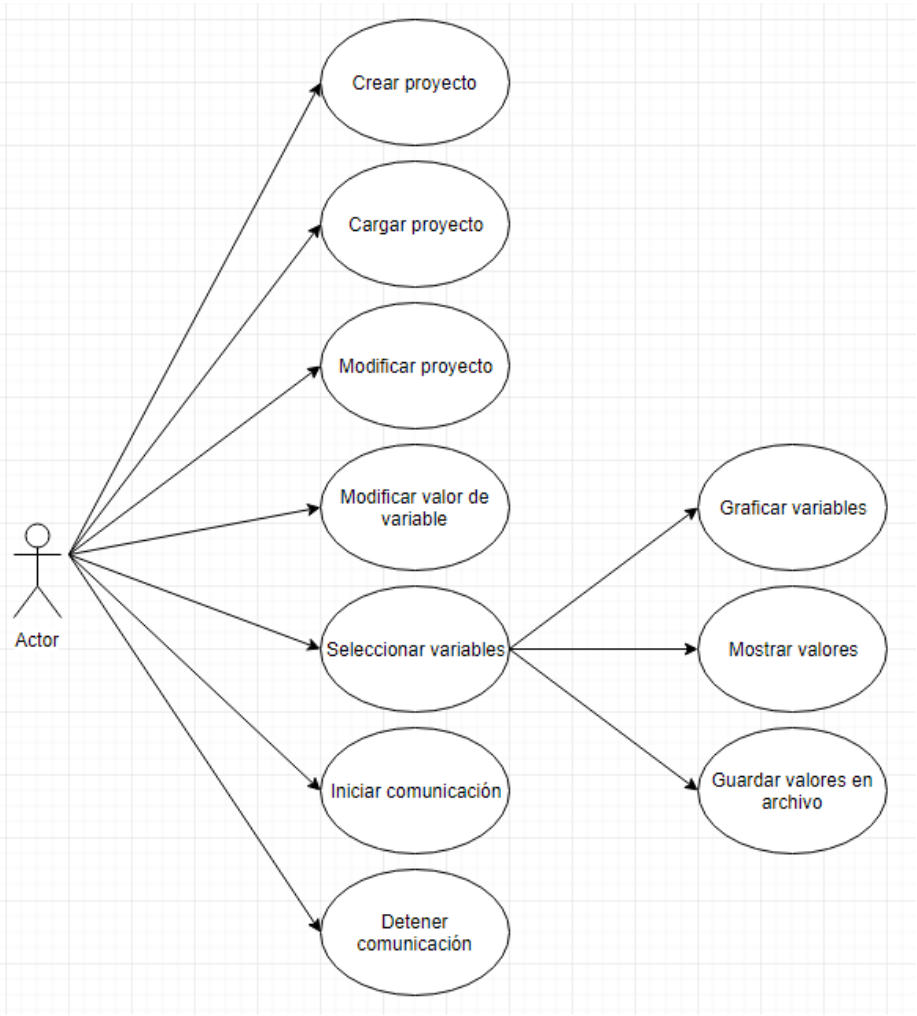 Crear proyecto
Cargar proyecto
Modificar proyecto
Modificar valor de
variable
Graficar variables
Actor
Seleccionar variables
Mostrar valores
Iniciar comunicación
Guardar valores en
archivo
Detener
comunicación